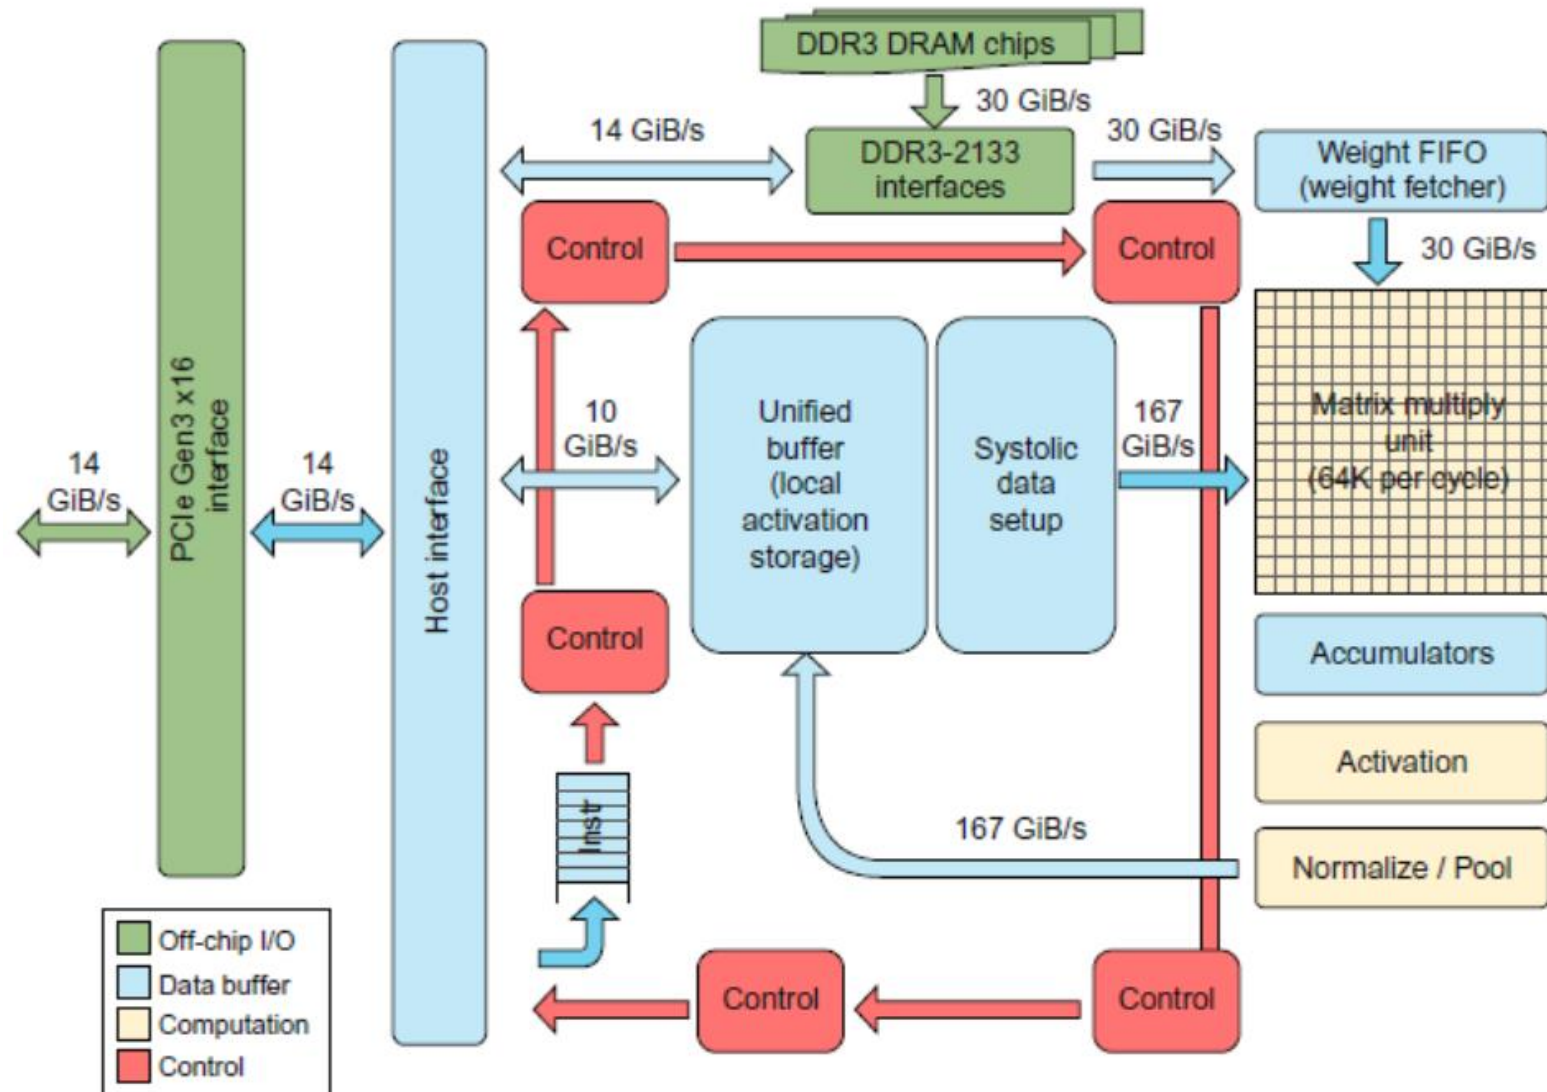 DDR3 DRAM chips
30 GiB/s
14 GiB/s
DDR3-2133
interfaces
30 GiB/s
Weight FIFO
(weight fetcher)
30 GiB/s
Control
Control
PCIe Gen3 x16
interface
14
GiB/s
14
GiB/s
Host interface
10
GiB/s
Unified
buffer
(local
activation
storage)
Systolic
data
setup
167
GiB/s
Matrix multiply
unit
(64K per cycle)
Control
Accumulators
Activation
Instr
167 GiB/s
Normalize / Pool
Control
Control
Off-chip I/O
Data buffer
Computation
Control